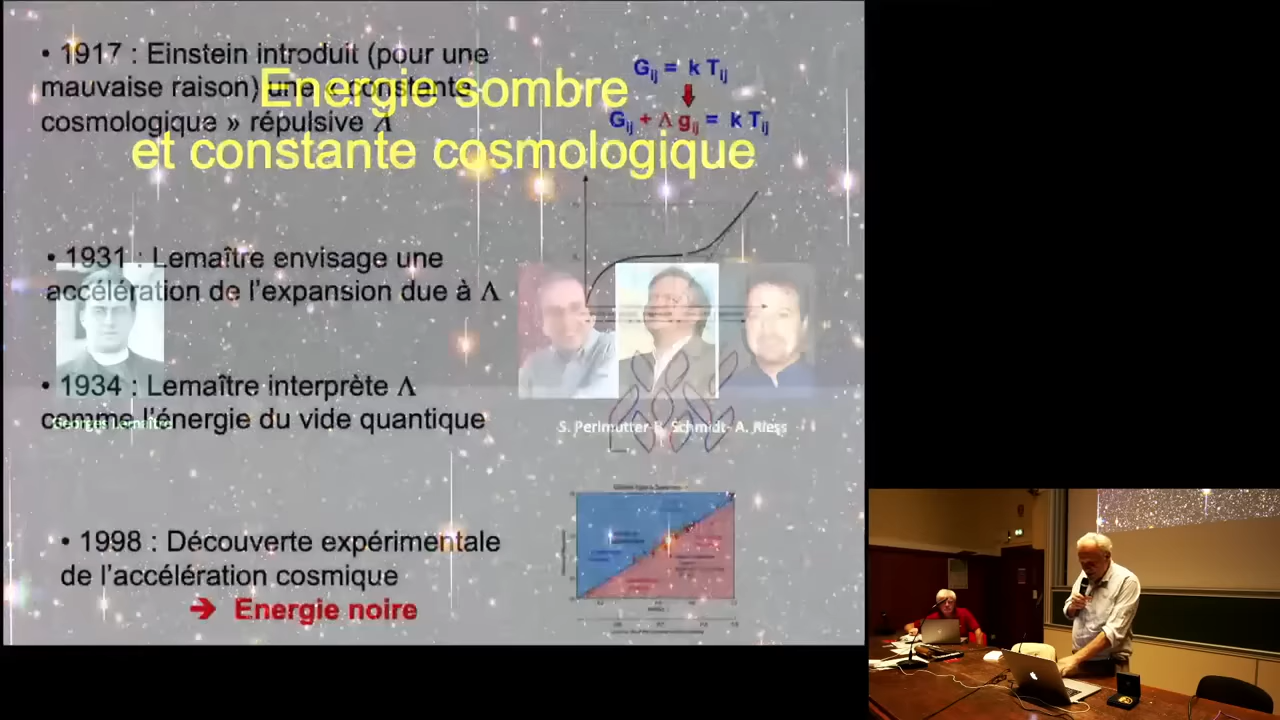 • 1917 : Einstein introduit (pour une
mauvaise raison) une « constante
cosmologique » répulsive Λ
Energie sombre
et constante cosmologique
Gij = k Tij
Gij + Λ gij = k Tij
• 1931 : Lemaître envisage une
accélération de l'expansion due à Λ
• 1934 : Lemaître interprète Λ
comme l'énergie du vide quantique
Georges Lemaître
S. Perlmutter B. Schmidt- A. Riess
• 1998 : Découverte expérimentale
de l'accélération cosmique
➔ Energie noire